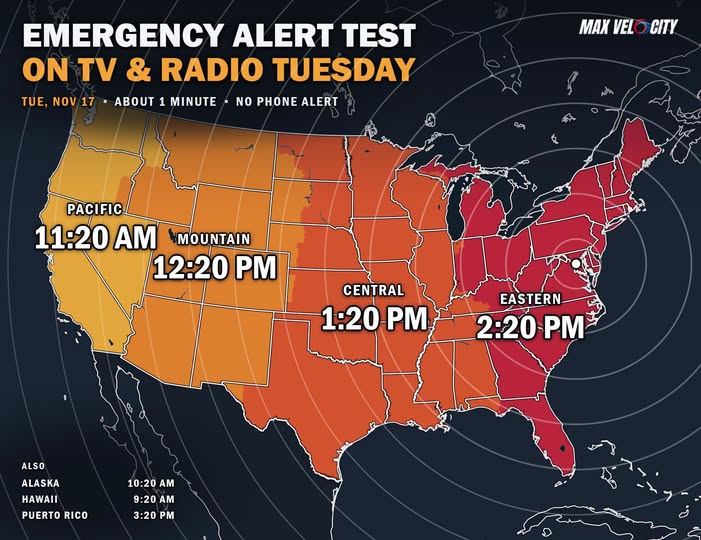 EMERGENCY ALERT TEST
ON TV & RADIO TUESDAY
TUE, NOV 17 ▪ ABOUT 1 MINUTE ▪ NO PHONE ALERT
MAX VELOCITY
PACIFIC
11:20 AM
MOUNTAIN
12:20 PM
CENTRAL
1:20 PM
EASTERN
2:20 PM
ALSO
ALASKA 10:20 AM
HAWAII 9:20 AM
PUERTO RICO 3:20 PM